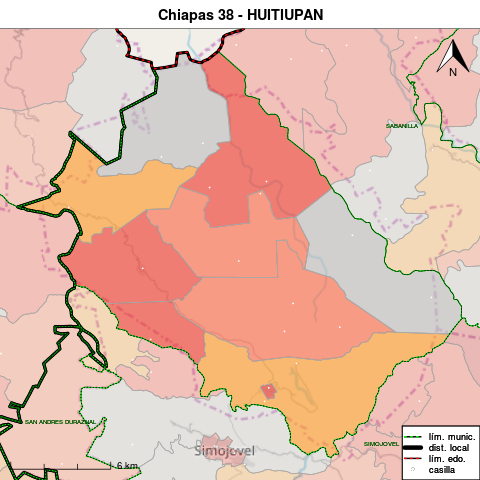 Chiapas 38 - HUITIUPAN
N
SABANILLA
SAN ANDRES DURAZNAL
SIMOJOVEL
Simojovel
6 km
lím. munic.
dist. local
lím. edo.
casilla